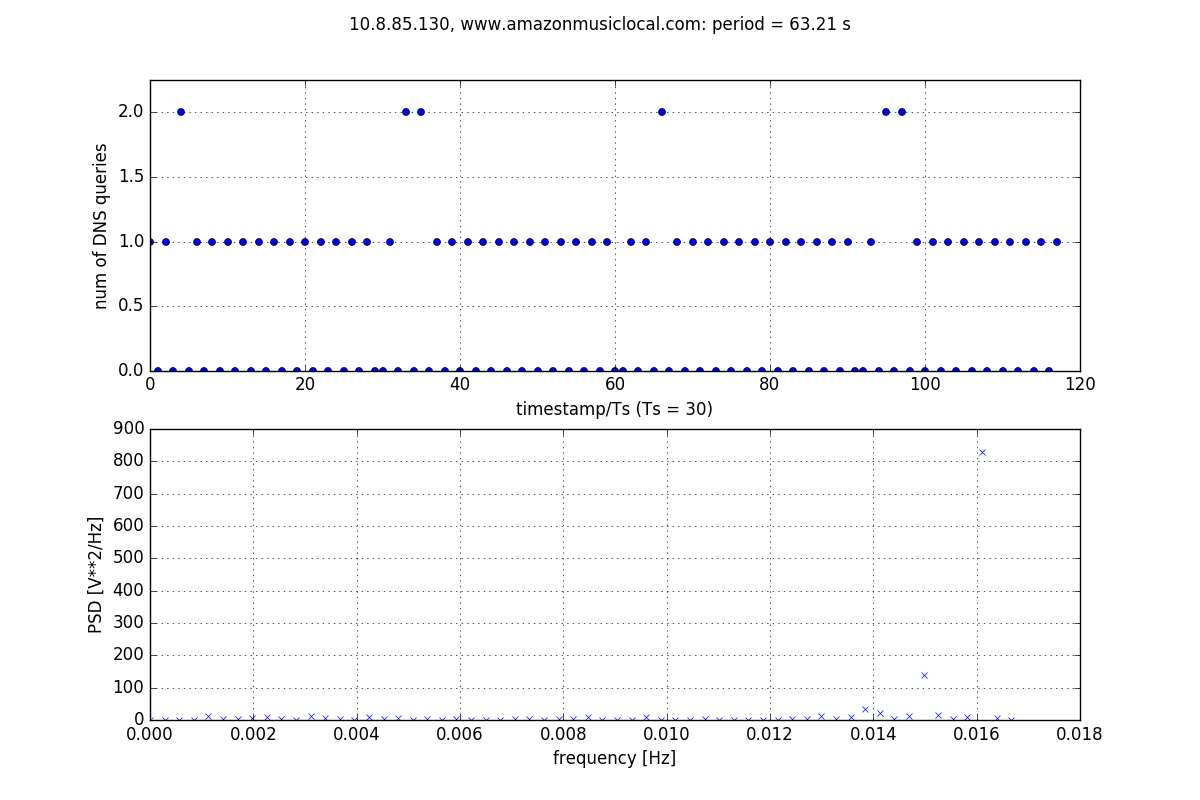 10.8.85.130, www.amazonmusiclocal.com: period = 63.21 s
2.0
1.5
1.0
0.5
0.0
num of DNS queries
0 20 40 60 80 100 120
timestamp/Ts (Ts = 30)
900
800
700
600
500
400
300
200
100
0
PSD [V**2/Hz]
0.000 0.002 0.004 0.006 0.008 0.010 0.012 0.014 0.016 0.018
frequency [Hz]